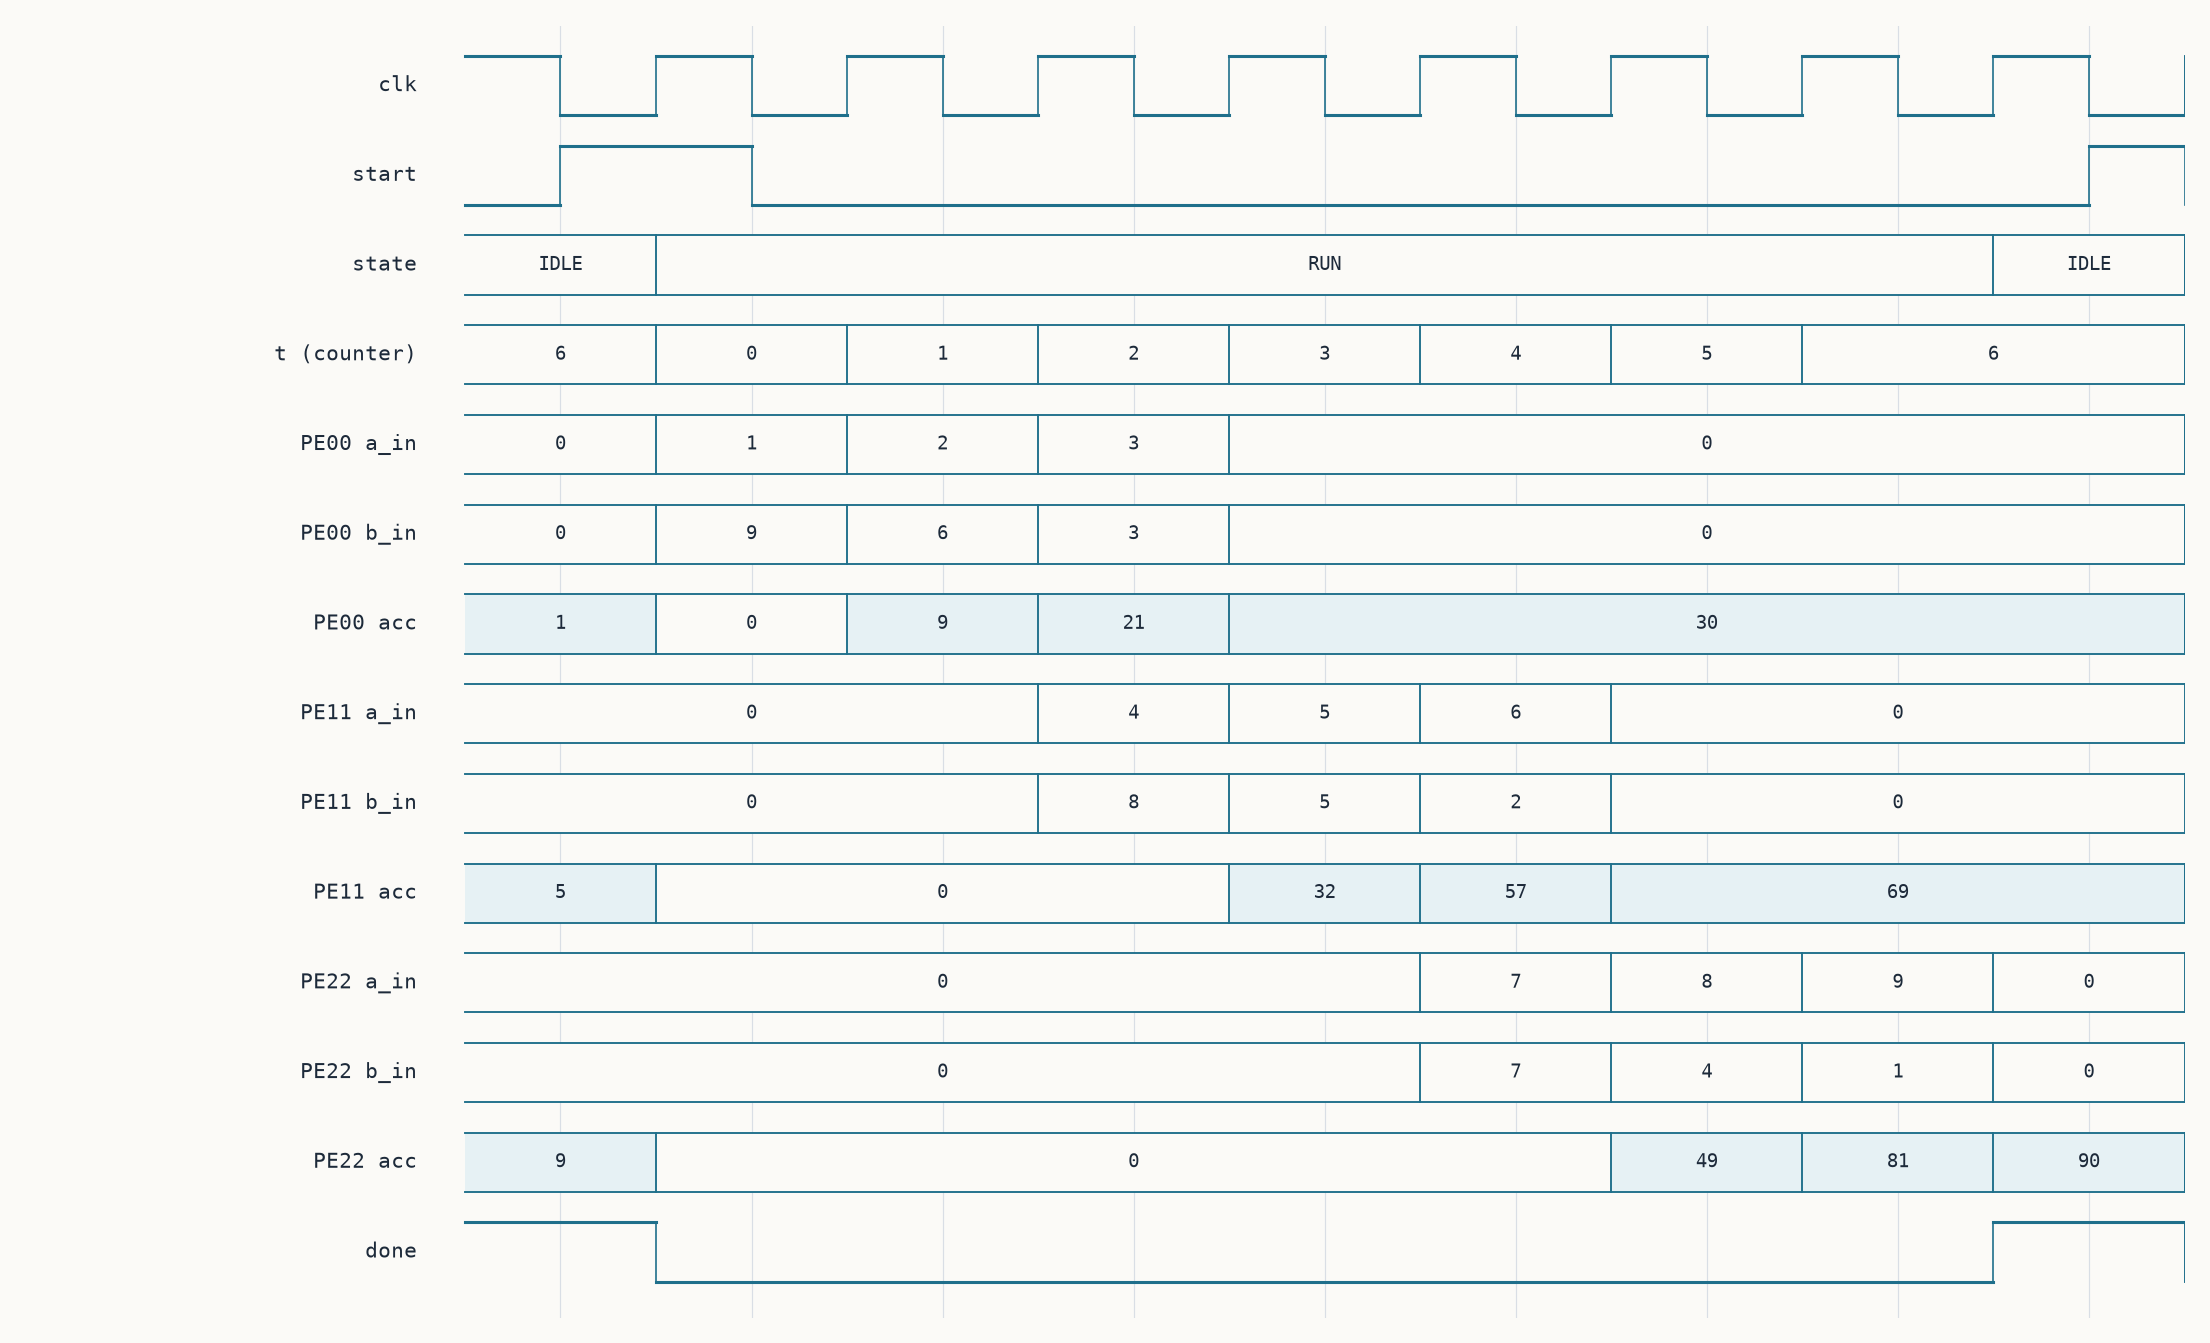 clk
start
state IDLE RUN IDLE
t (counter) 6 0 1 2 3 4 5 6
PE00 a_in 0 1 2 3 0
PE00 b_in 0 9 6 3 0
PE00 acc 1 0 9 21 30
PE11 a_in 0 4 5 6 0
PE11 b_in 0 8 5 2 0
PE11 acc 5 0 32 57 69
PE22 a_in 0 7 8 9 0
PE22 b_in 0 7 4 1 0
PE22 acc 9 0 49 81 90
done